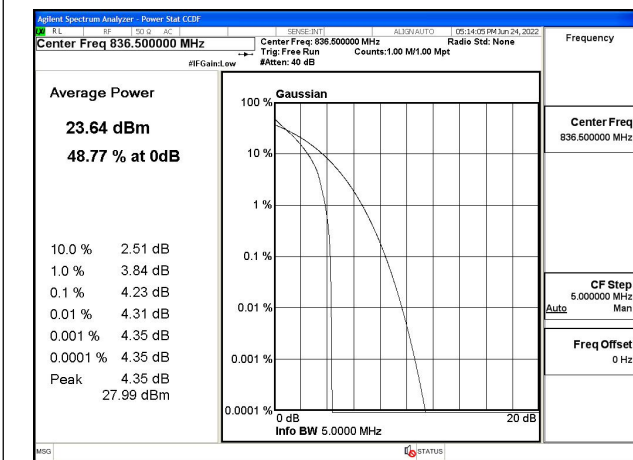 Agilent Spectrum Analyzer - Power Stat CCDF
RL RF 50 Ω AC SENSE:INT ALIGN AUTO 05:14:05 PM Jun 24, 2022
Center Freq 836.500000 MHz
Center Freq: 836.500000 MHz Radio Std: None
Trig: Free Run Counts:1.00 M/1.00 Mpt
#IFGain:Low #Atten: 40 dB
Frequency
Average Power
23.64 dBm
48.77 % at 0dB
10.0 % 2.51 dB
1.0 % 3.84 dB
0.1 % 4.23 dB
0.01 % 4.31 dB
0.001 % 4.35 dB
0.0001 % 4.35 dB
Peak 4.35 dB
27.99 dBm
Gaussian
100 %
10 %
1 %
0.1 %
0.01 %
0.001 %
0.0001 %
0 dB 20 dB
Info BW 5.0000 MHz
Center Freq
836.500000 MHz
CF Step
5.000000 MHz
Auto Man
Freq Offset
0 Hz
MSG STATUS